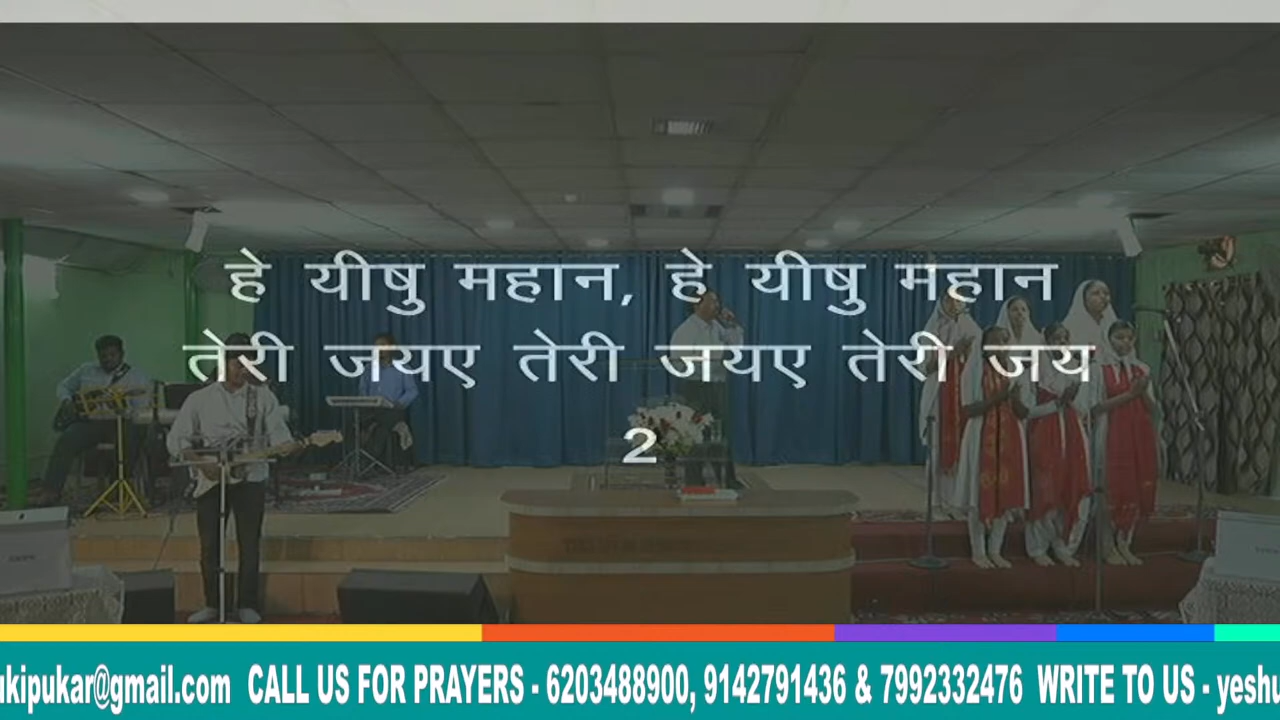 हे यीषु महान, हे यीषु महान
तेरी जयए तेरी जयए तेरी जय
2
ukipukar@gmail.com CALL US FOR PRAYERS - 6203488900, 9142791436 & 7992332476 WRITE TO US - yeshu